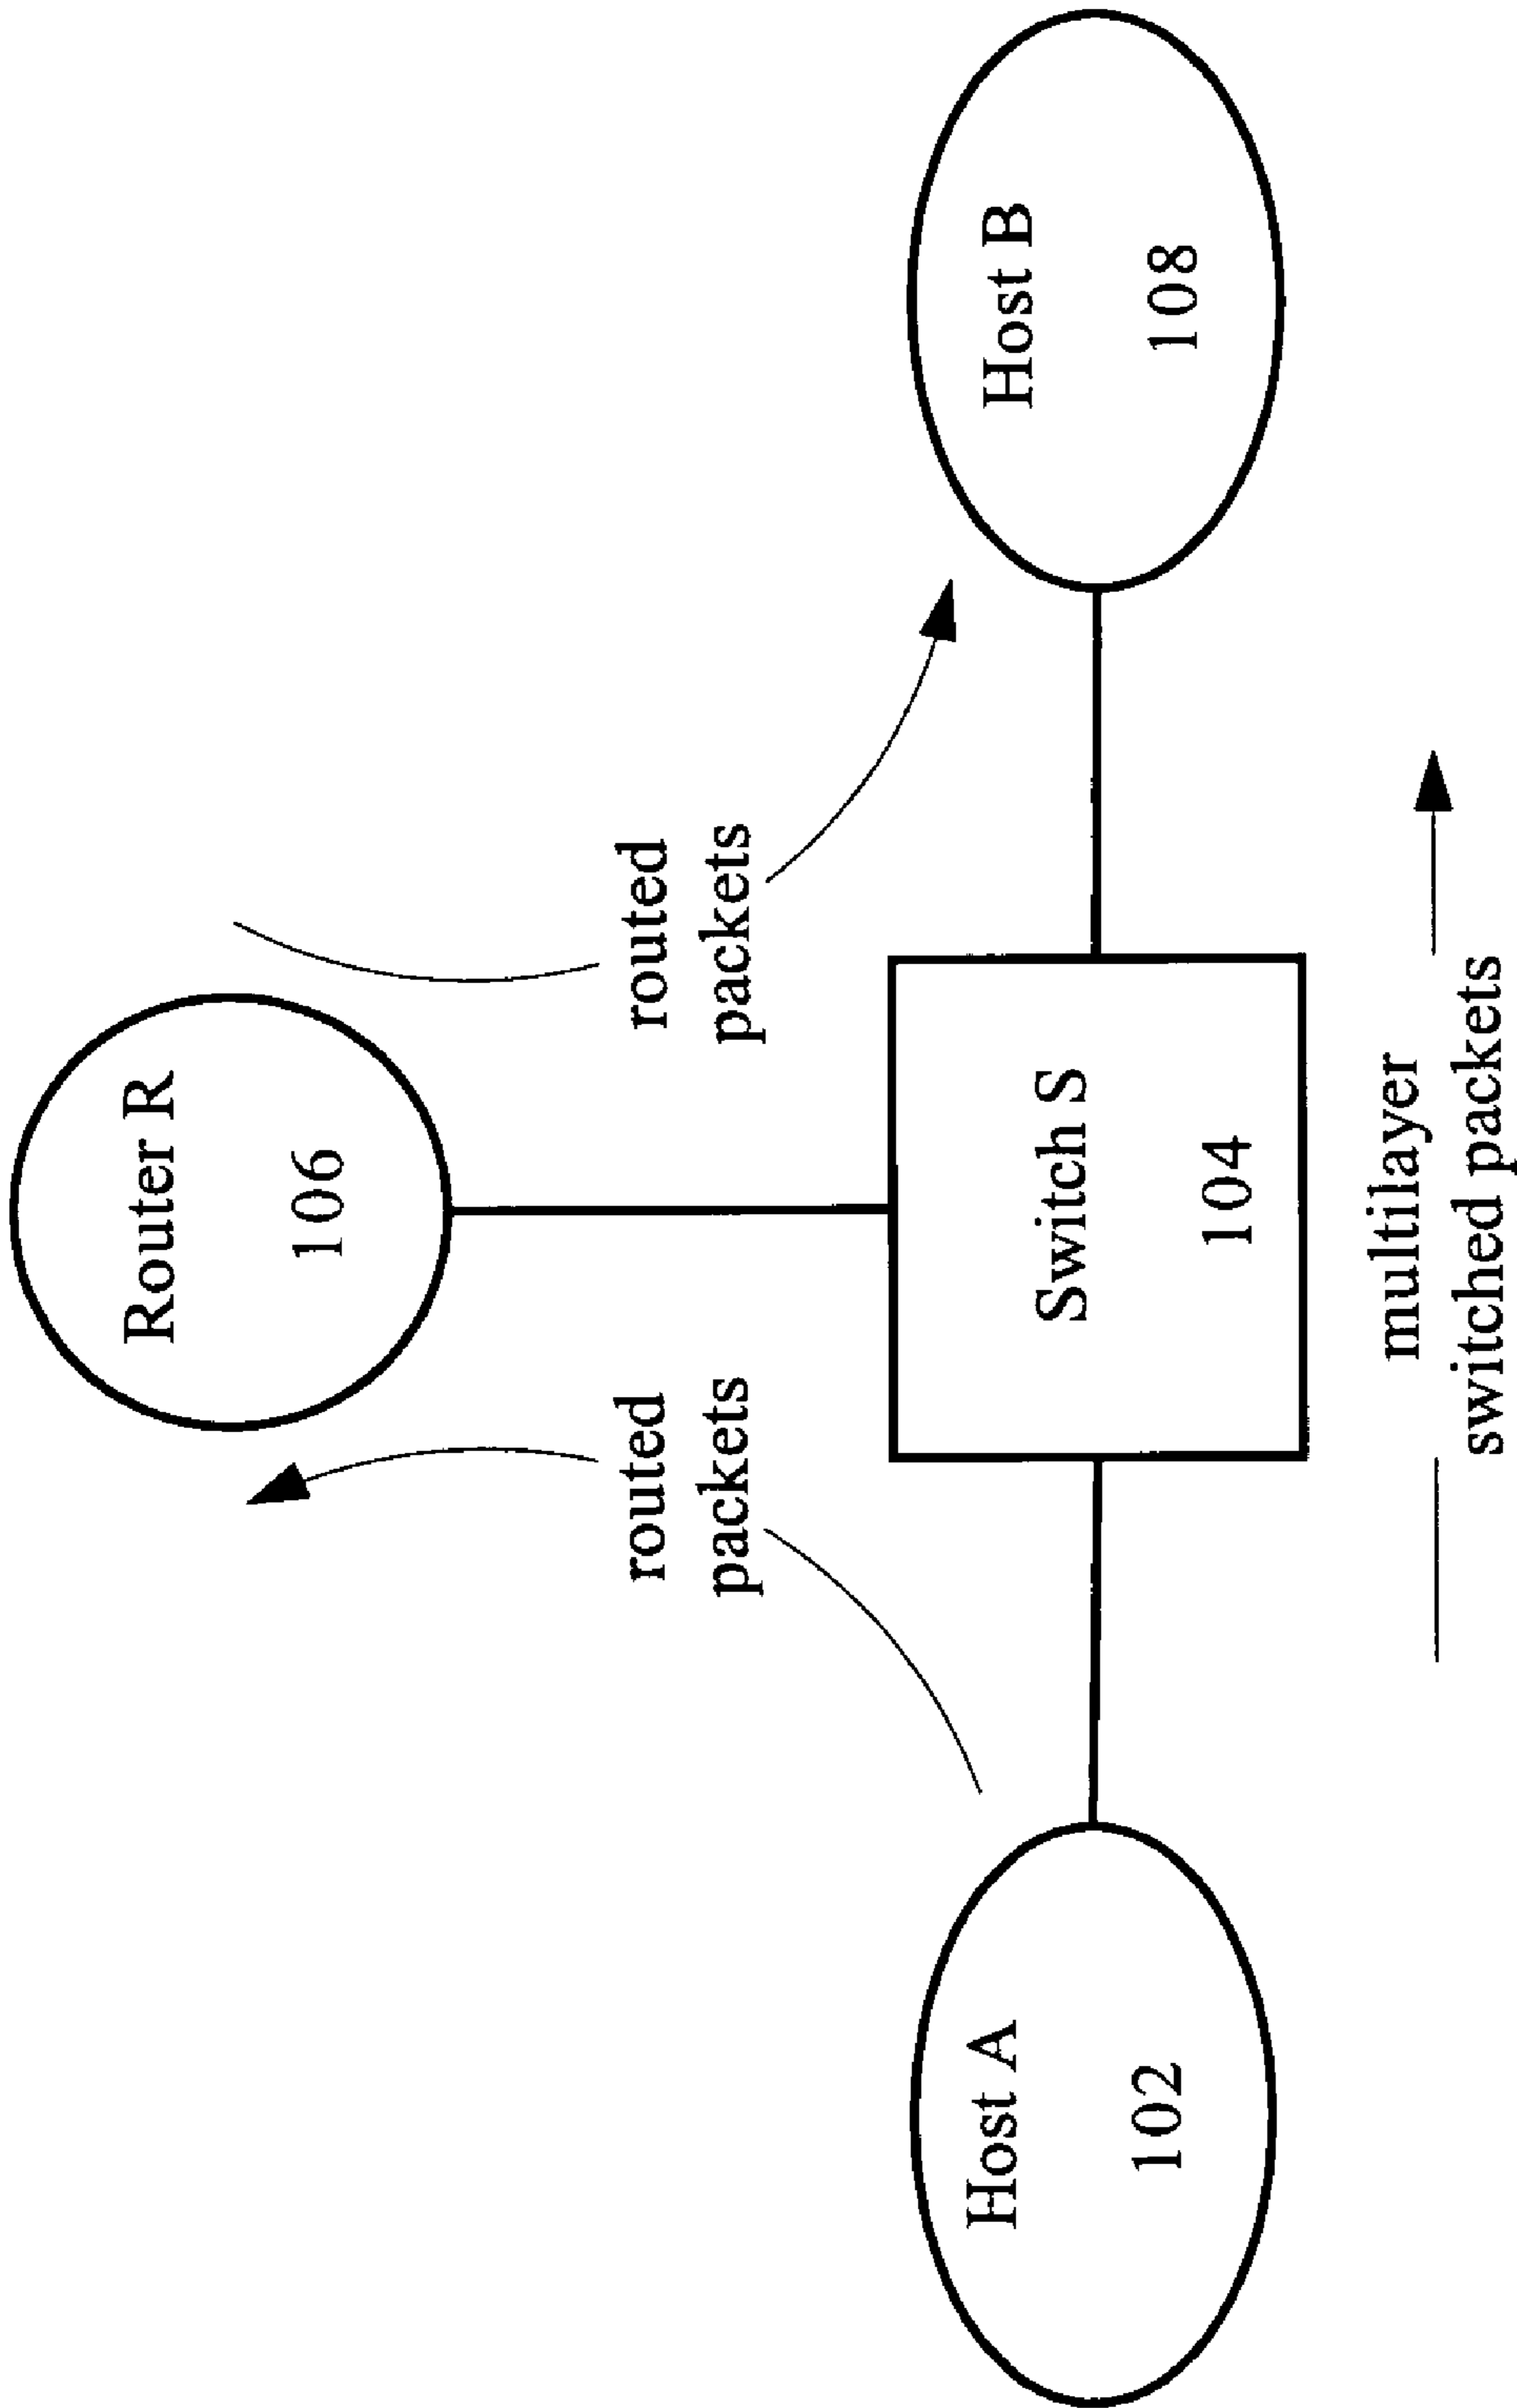 Router R
106
routed
packets
routed
packets
Host A
102
Switch S
104
Host B
108
multilayer
switched packets